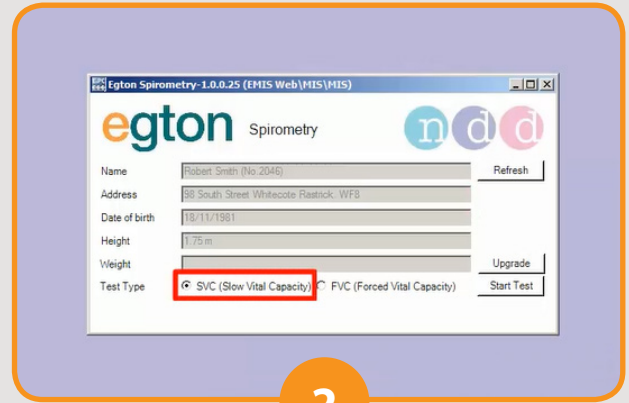 Egton Spirometry-1.0.0.25 (EMIS Web\MIS\MIS)
egton Spirometry ndd
Name Robert Smith (No.2046) Refresh
Address 98 South Street Whitecote Rastrick, WF8
Date of birth 18/11/1981
Height 1.75 m
Weight Upgrade
Test Type SVC (Slow Vital Capacity) FVC (Forced Vital Capacity) Start Test